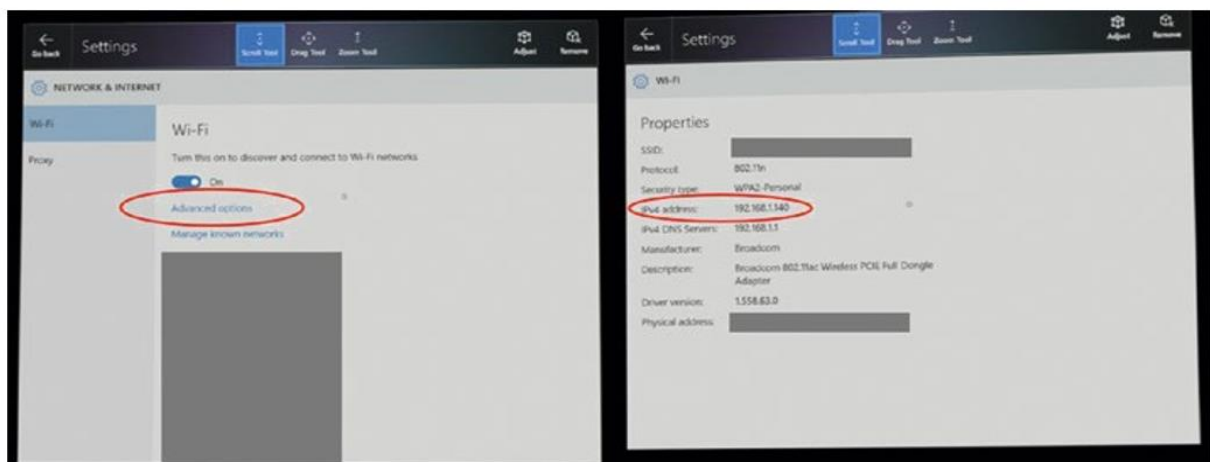 Go back
Settings
Scroll Tool
Drag Tool
Zoom Tool
Adjust
Remove
NETWORK & INTERNET
Wi-Fi
Proxy
Wi-Fi
Turn this on to discover and connect to Wi-Fi networks
On
Advanced options
Manage known networks
Go back
Settings
Scroll Tool
Drag Tool
Zoom Tool
Adjust
Remove
Wi-Fi
Properties
SSID:
Protocol: 802.11n
Security type: WPA2-Personal
IPv4 address: 192.168.1.140
IPv4 DNS Servers: 192.168.1.1
Manufacturer: Broadcom
Description: Broadcom 802.11ac Wireless PCIE Full Dongle
Adapter
Driver version: 1.558.63.0
Physical address: